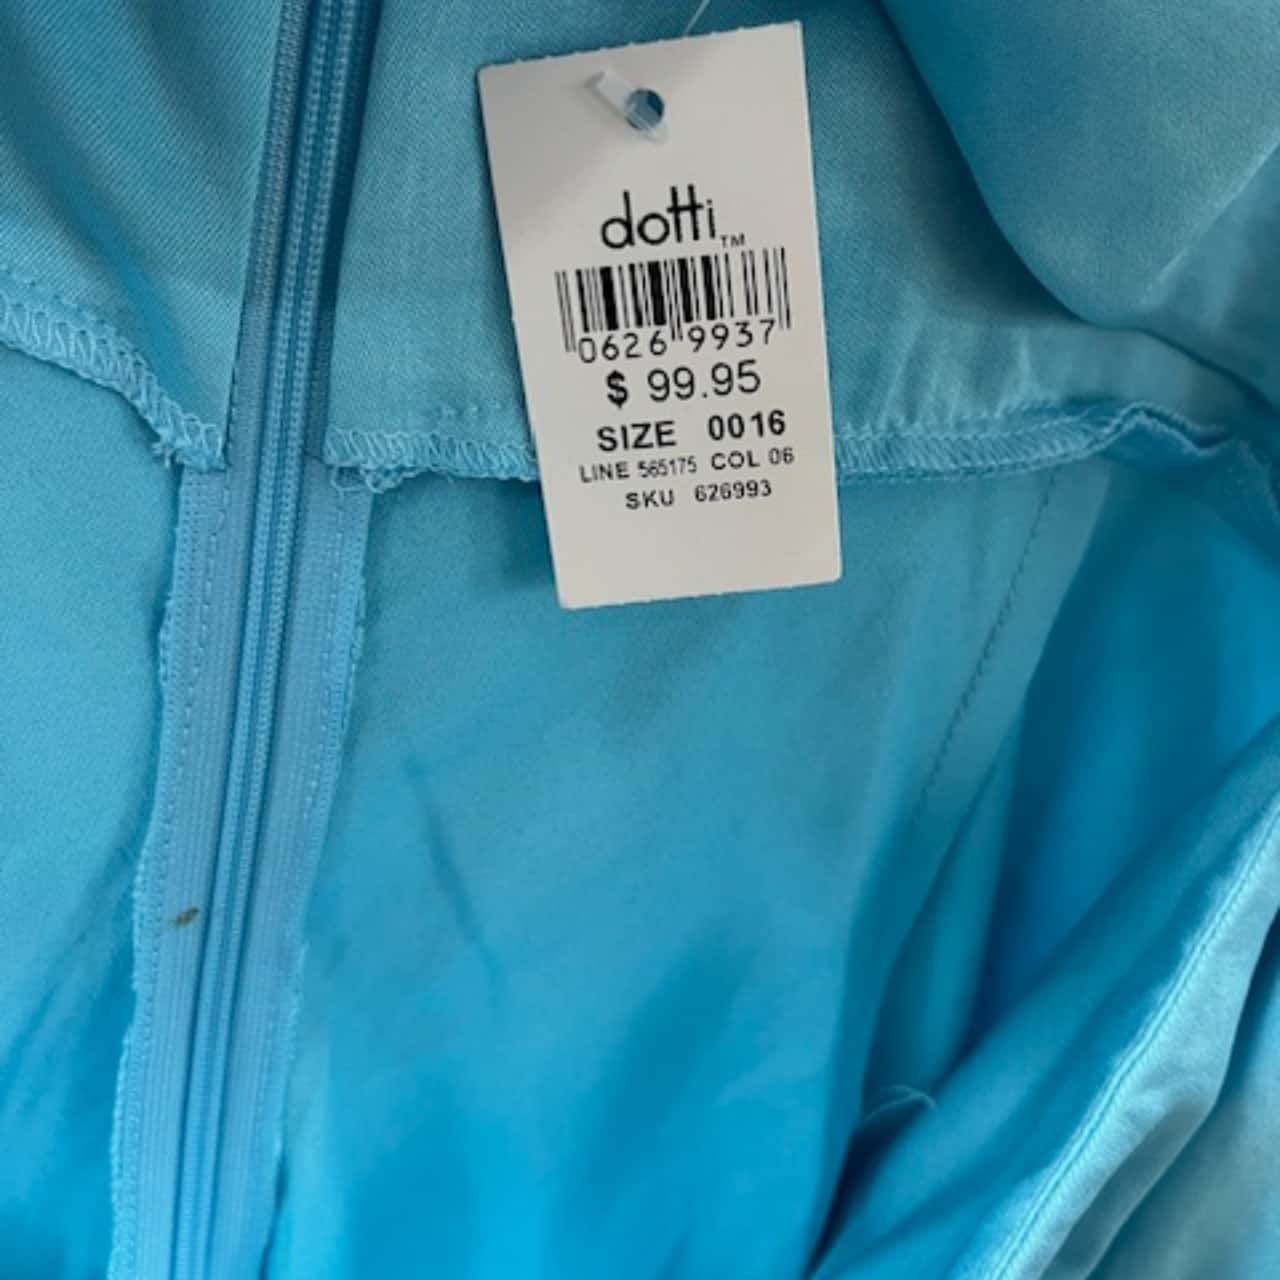 dotti TM
0626 9937
$ 99.95
SIZE 0016
LINE 565175 COL 06
SKU 626993